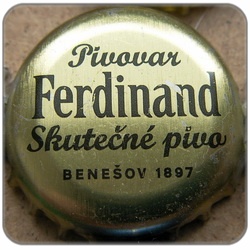 Pivovar
Ferdinand
Skutečné pivo
BENEŠOV 1897